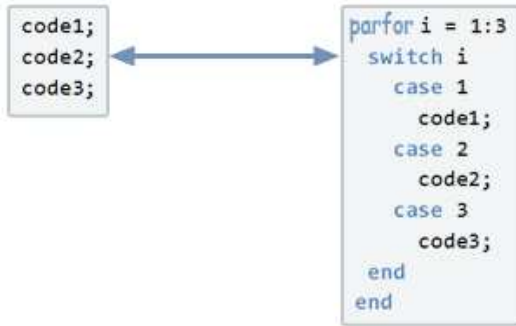 code1;
code2;
code3;
parfor i = 1:3
switch i
case 1
code1;
case 2
code2;
case 3
code3;
end
end